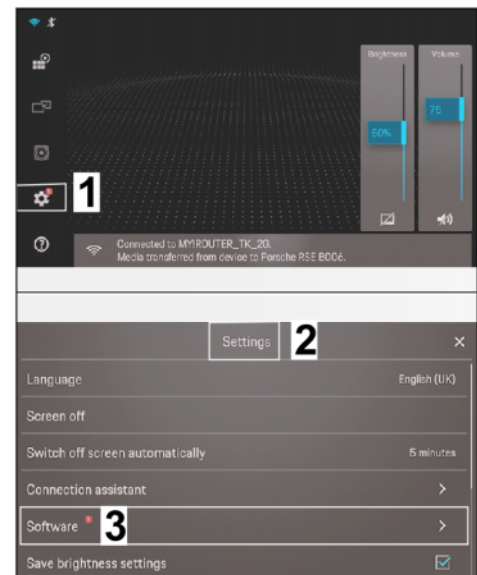 Brightness
Volume
75
60%
1
Connected to MYIROUTER_TK_2G.
Media transferred from device to Porsche RSE B006.
Settings
2
Language
English (UK)
Screen off
Switch off screen automatically
5 minutes
Connection assistant
Software
3
Save brightness settings